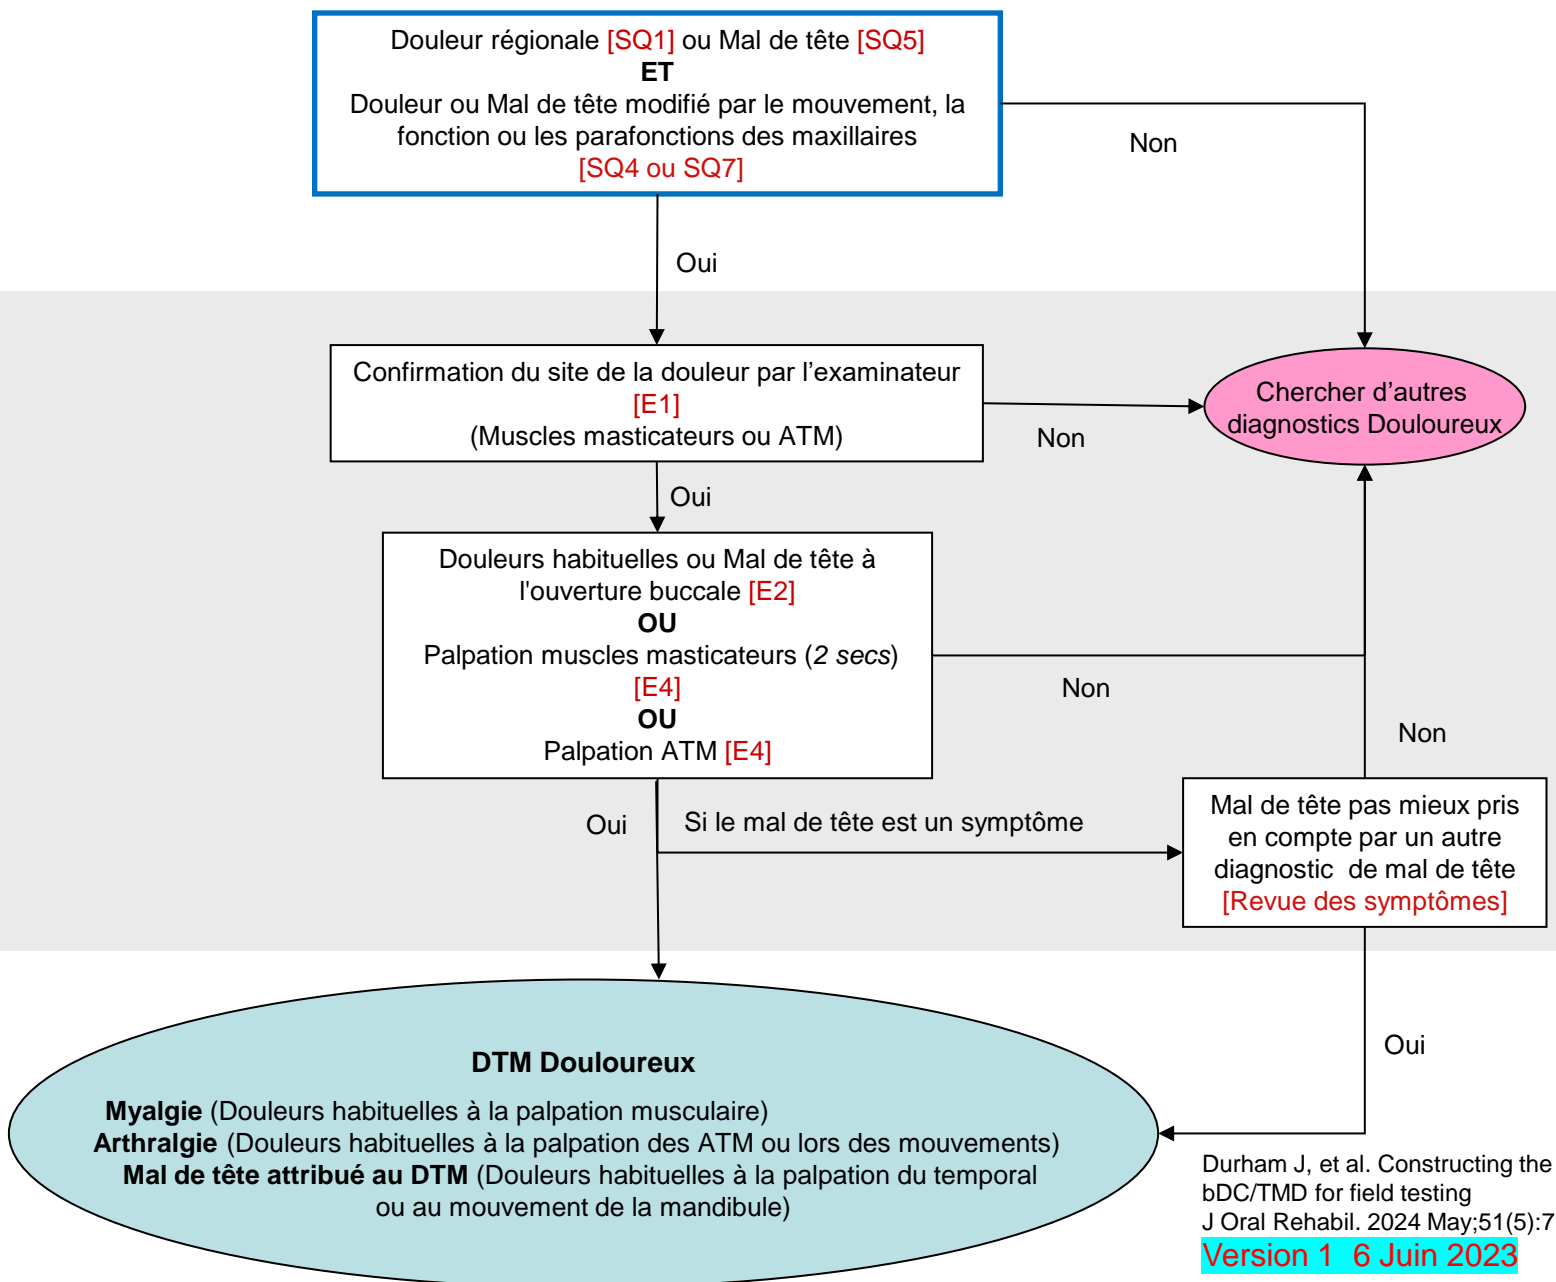 Douleur régionale [SQ1] ou Mal de tête [SQ5]
ET
Douleur ou Mal de tête modifié par le mouvement, la
fonction ou les parafonctions des maxillaires
[SQ4 ou SQ7]
Non
Oui
Confirmation du site de la douleur par l’examinateur
[E1]
(Muscles masticateurs ou ATM)
Chercher d’autres
diagnostics Douloureux
Non
Oui
Douleurs habituelles ou Mal de tête à
l'ouverture buccale [E2]
OU
Palpation muscles masticateurs (2 secs)
[E4]
OU
Palpation ATM [E4]
Non
Non
Oui
Si le mal de tête est un symptôme
Mal de tête pas mieux pris
en compte par un autre
diagnostic de mal de tête
[Revue des symptômes]
Oui
DTM Douloureux
Myalgie (Douleurs habituelles à la palpation musculaire)
Arthralgie (Douleurs habituelles à la palpation des ATM ou lors des mouvements)
Mal de tête attribué au DTM (Douleurs habituelles à la palpation du temporal
ou au mouvement de la mandibule)
Durham J, et al. Constructing the
bDC/TMD for field testing
J Oral Rehabil. 2024 May;51(5):7
Version 1 6 Juin 2023